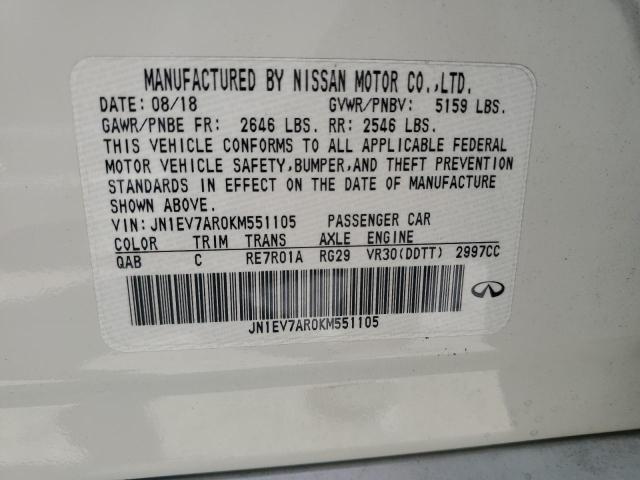 MANUFACTURED BY NISSAN MOTOR CO.,LTD.
DATE: 08/18 GVWR/PNBV: 5159 LBS.
GAWR/PNBE FR: 2646 LBS. RR: 2546 LBS.
THIS VEHICLE CONFORMS TO ALL APPLICABLE FEDERAL
MOTOR VEHICLE SAFETY,BUMPER,AND THEFT PREVENTION
STANDARDS IN EFFECT ON THE DATE OF MANUFACTURE
SHOWN ABOVE.
VIN: JN1EV7AR0KM551105 PASSENGER CAR
COLOR TRIM TRANS AXLE ENGINE
QAB C RE7R01A RG29 VR30(DDTT) 2997CC
JN1EV7AR0KM551105